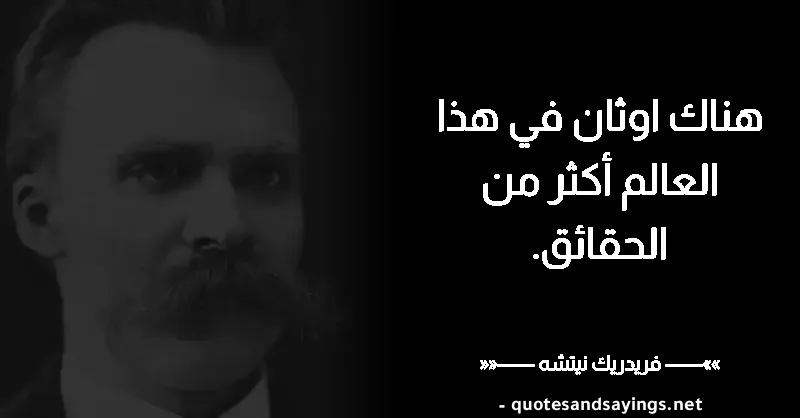 هناك اوثان في هذا
العالم أكثر من
الحقائق.
»»—— فريدريك نيتشه ——««
- quotesandsayings.net